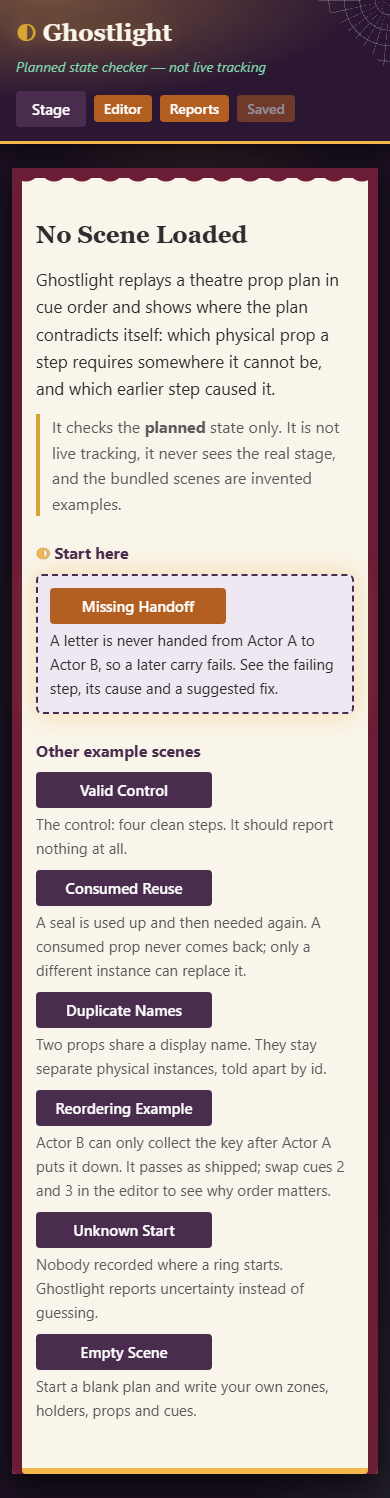 Ghostlight
Planned state checker — not live tracking
Stage Editor Reports Saved
No Scene Loaded
Ghostlight replays a theatre prop plan in
cue order and shows where the plan
contradicts itself: which physical prop a
step requires somewhere it cannot be,
and which earlier step caused it.
It checks the planned state only. It is not
live tracking, it never sees the real stage,
and the bundled scenes are invented
examples.
Start here
Missing Handoff
A letter is never handed from Actor A to
Actor B, so a later carry fails. See the failing
step, its cause and a suggested fix.
Other example scenes
Valid Control
The control: four clean steps. It should report
nothing at all.
Consumed Reuse
A seal is used up and then needed again. A
consumed prop never comes back; only a
different instance can replace it.
Duplicate Names
Two props share a display name. They stay
separate physical instances, told apart by id.
Reordering Example
Actor B can only collect the key after Actor A
puts it down. It passes as shipped; swap cues 2
and 3 in the editor to see why order matters.
Unknown Start
Nobody recorded where a ring starts.
Ghostlight reports uncertainty instead of
guessing.
Empty Scene
Start a blank plan and write your own zones,
holders, props and cues.